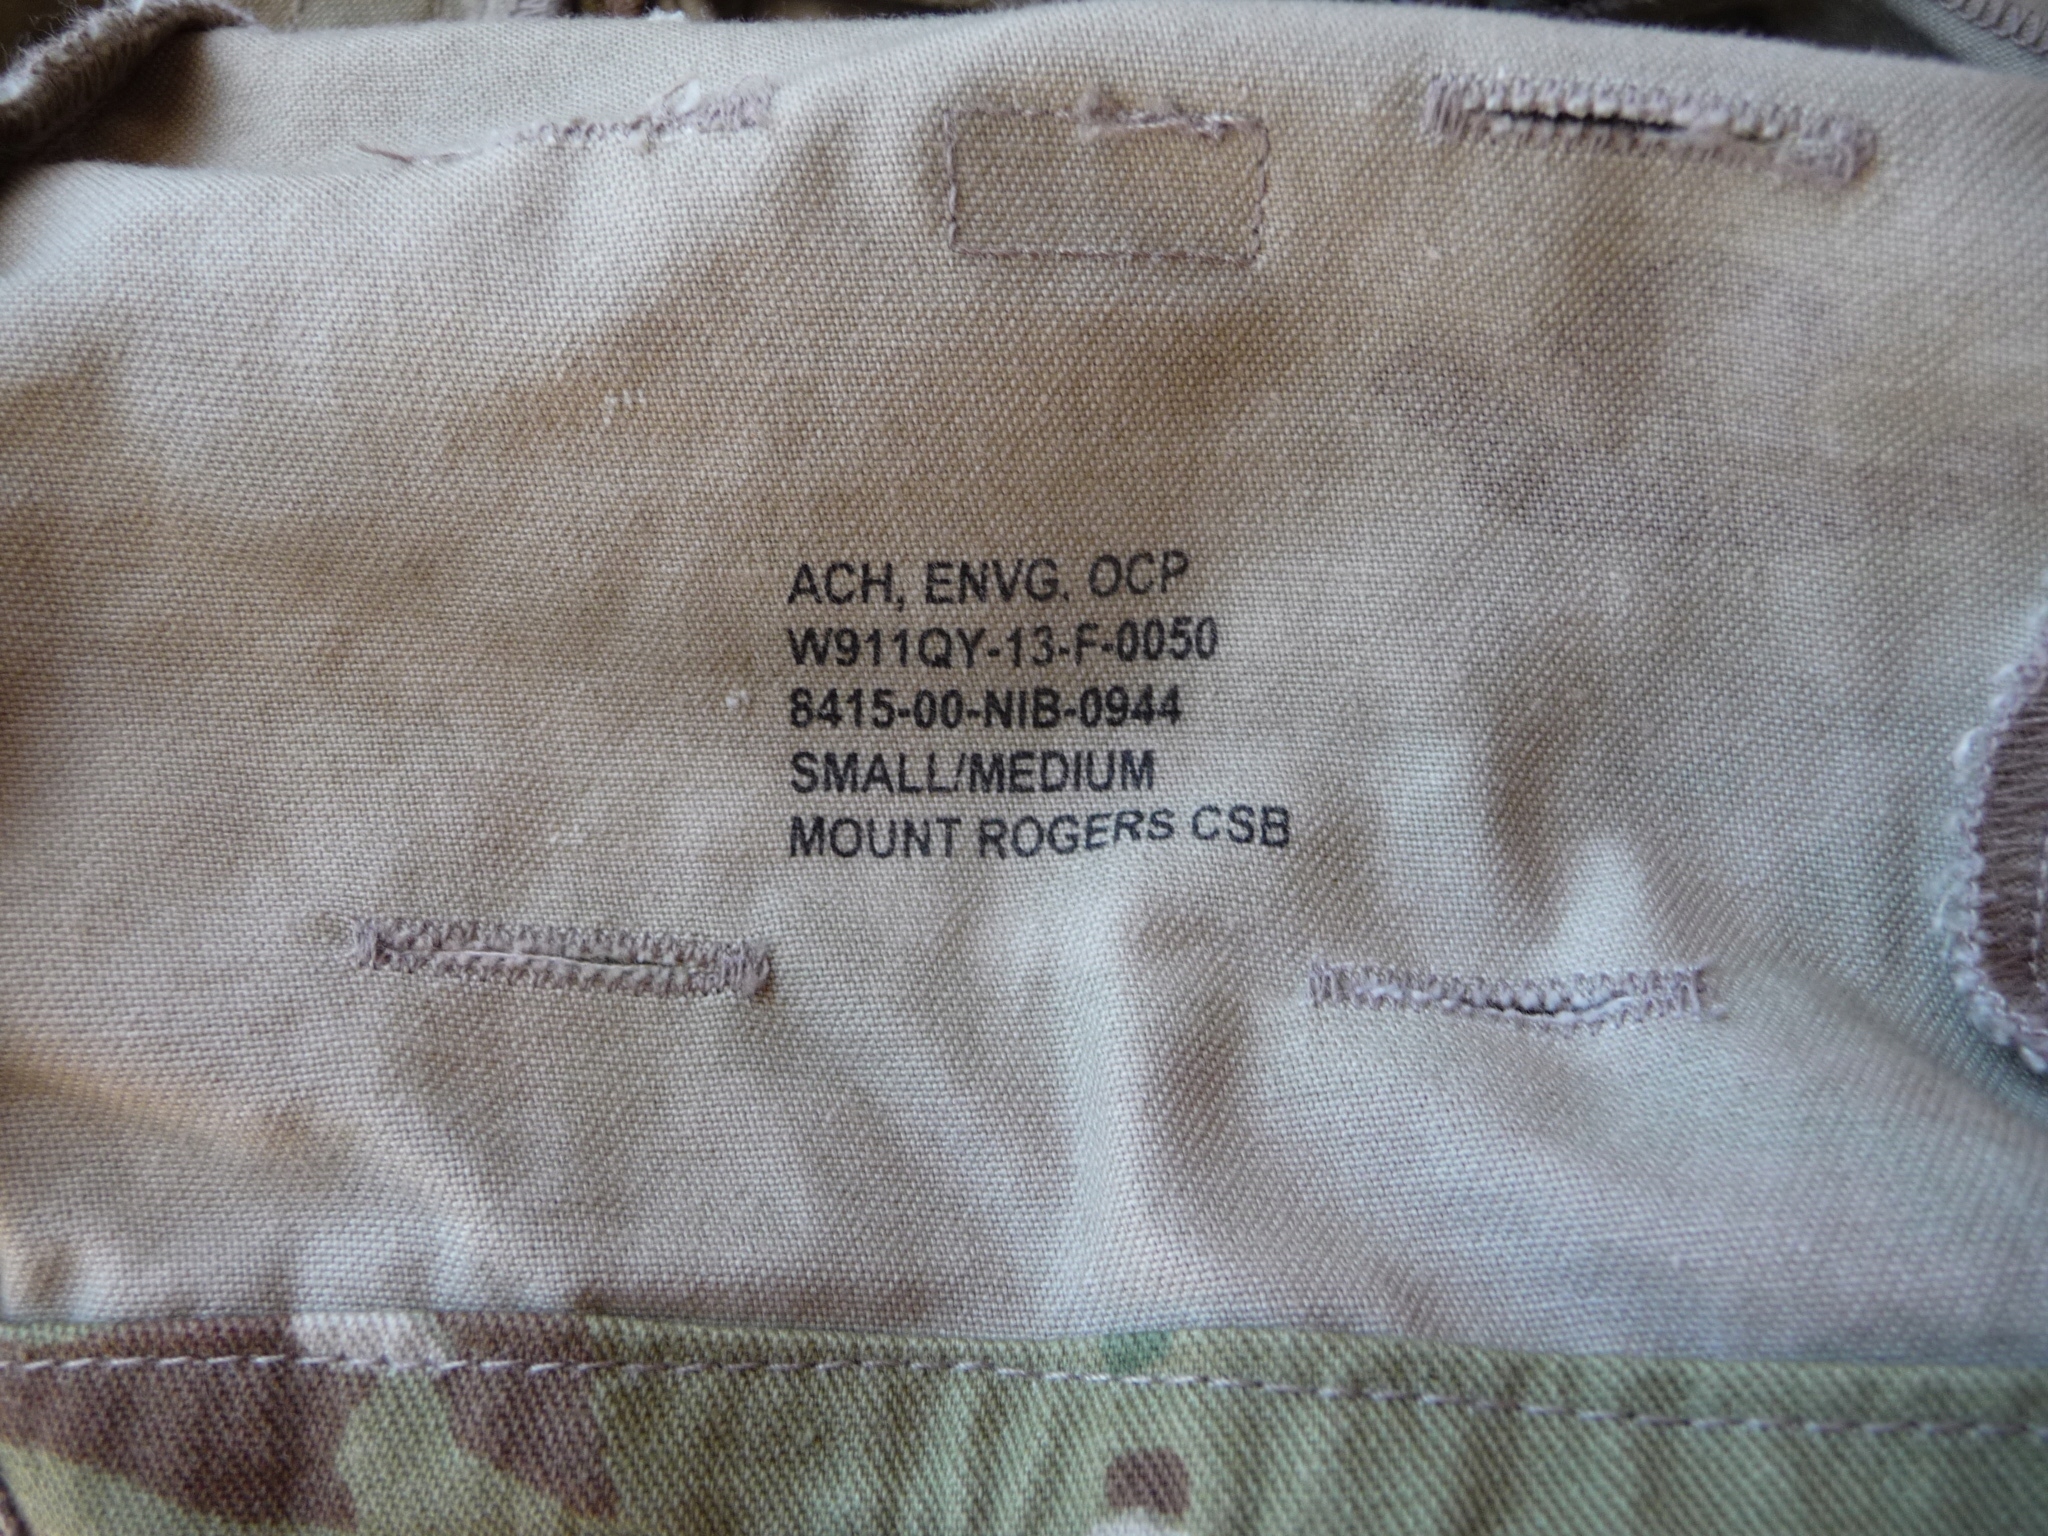 ACH, ENVG. OCP
W911QY-13-F-0050
8415-00-NIB-0944
SMALL/MEDIUM
MOUNT ROGERS CSB